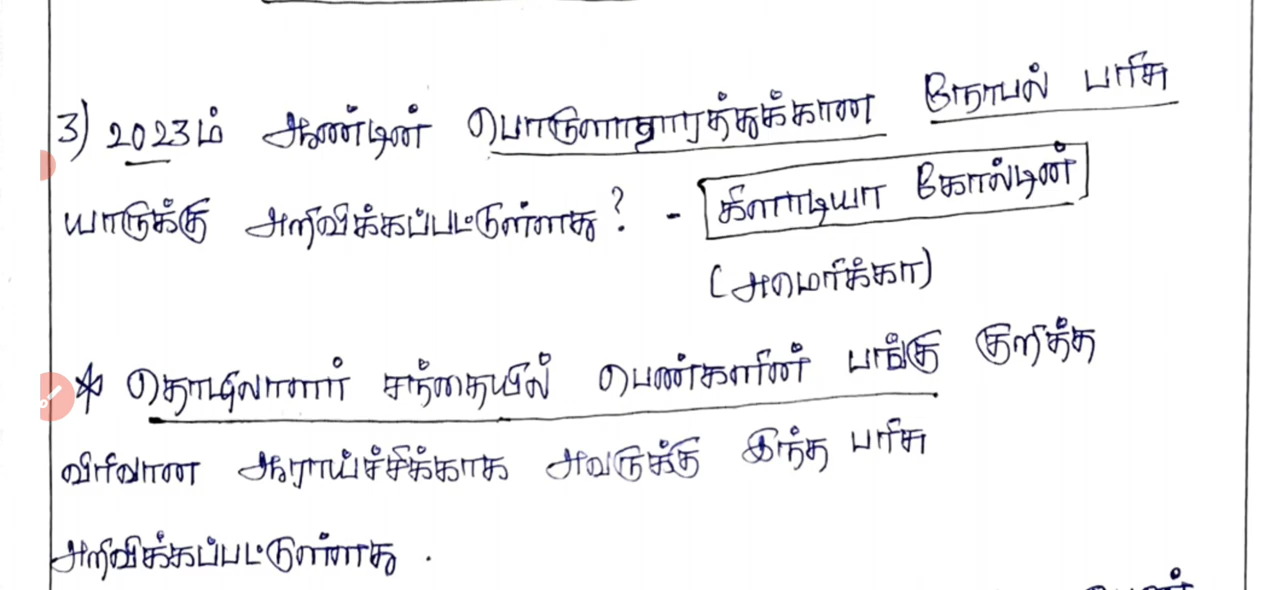 3) 2023ம் ஆண்டின் பொருளாதாரத்துக்கான நோபல் பரிசு
யாருக்கு அறிவிக்கப்பட்டுள்ளது? - கிளாடியா கோல்டின்
(அமெரிக்கா)
* தொழிலாளர் சந்தையில் பெண்களின் பங்கு குறித்த
விரிவான ஆராய்ச்சிக்காக அவருக்கு இந்த பரிசு
அறிவிக்கப்பட்டுள்ளது .